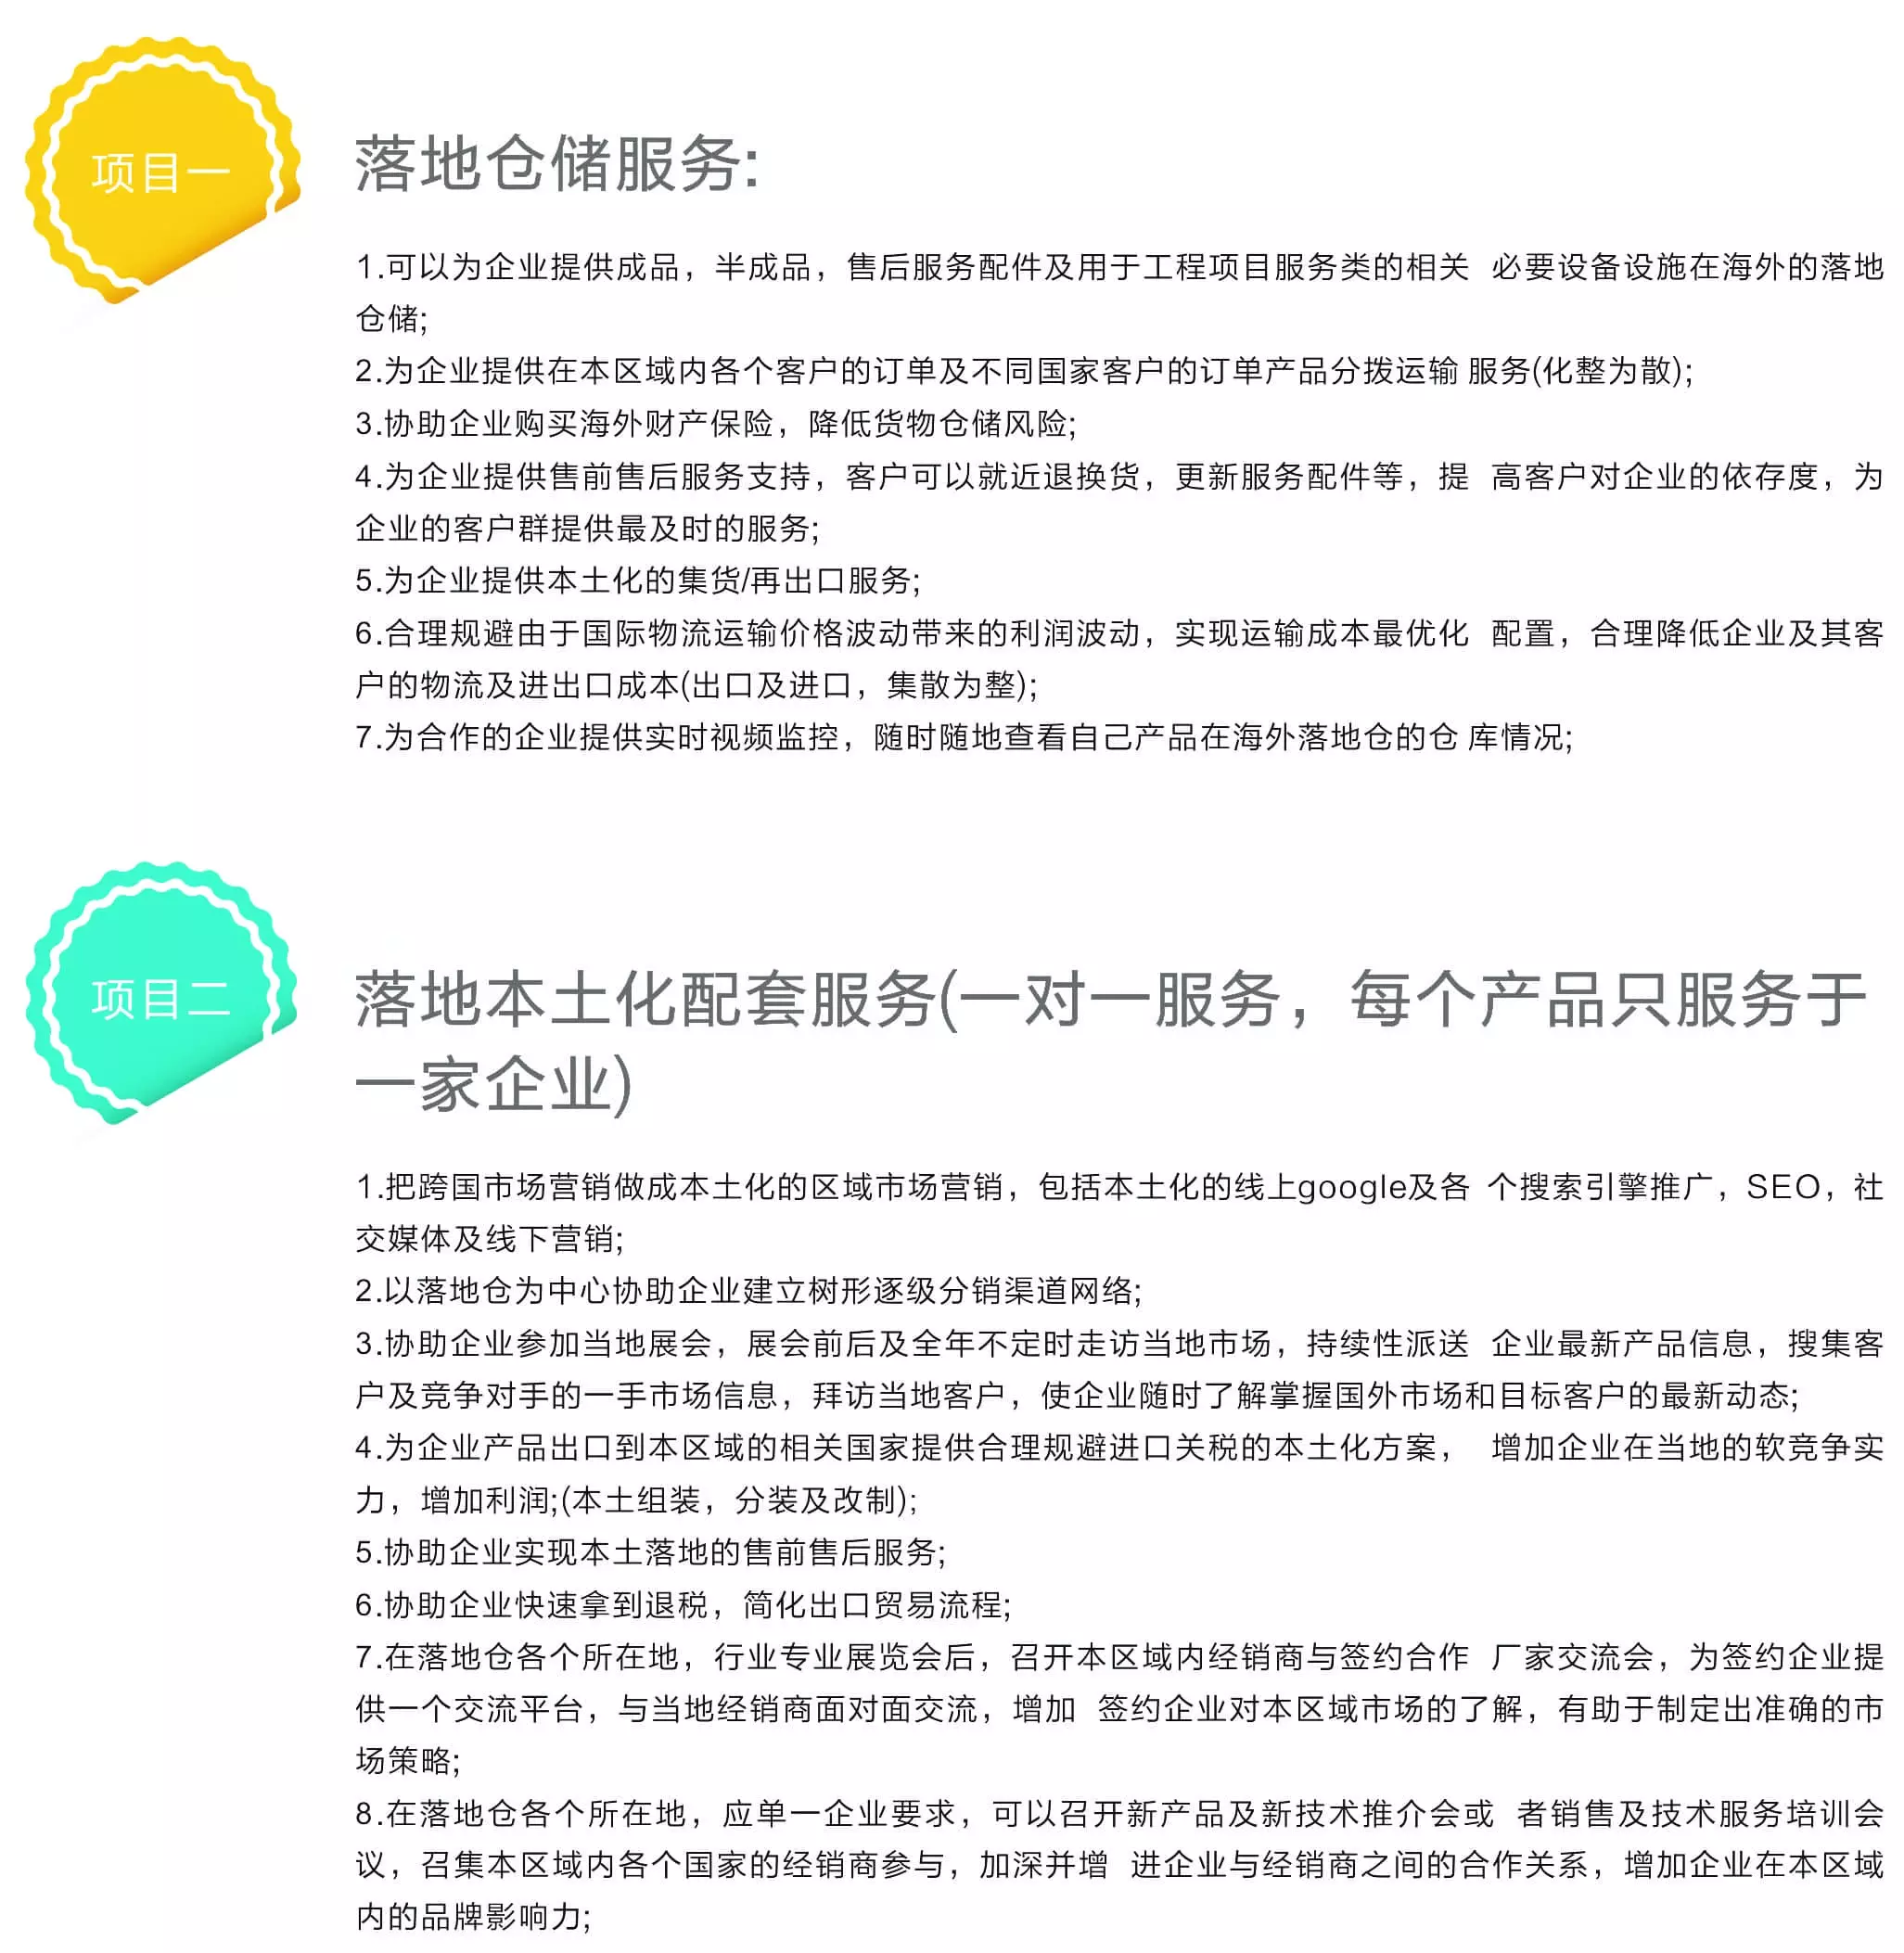 项目一
落地仓储服务:
1.可以为企业提供成品，半成品，售后服务配件及用于工程项目服务类的相关 必要设备设施在海外的落地
仓储;
2.为企业提供在本区域内各个客户的订单及不同国家客户的订单产品分拨运输 服务(化整为散);
3.协助企业购买海外财产保险，降低货物仓储风险;
4.为企业提供售前售后服务支持，客户可以就近退换货，更新服务配件等，提 高客户对企业的依存度，为
企业的客户群提供最及时的服务;
5.为企业提供本土化的集货/再出口服务;
6.合理规避由于国际物流运输价格波动带来的利润波动，实现运输成本最优化 配置，合理降低企业及其客
户的物流及进出口成本(出口及进口，集散为整);
7.为合作的企业提供实时视频监控，随时随地查看自己产品在海外落地仓的仓 库情况;
项目二
落地本土化配套服务(一对一服务，每个产品只服务于
一家企业)
1.把跨国市场营销做成本土化的区域市场营销，包括本土化的线上google及各 个搜索引擎推广，SEO，社
交媒体及线下营销;
2.以落地仓为中心协助企业建立树形逐级分销渠道网络;
3.协助企业参加当地展会，展会前后及全年不定时走访当地市场，持续性派送 企业最新产品信息，搜集客
户及竞争对手的一手市场信息，拜访当地客户，使企业随时了解掌握国外市场和目标客户的最新动态;
4.为企业产品出口到本区域的相关国家提供合理规避进口关税的本土化方案， 增加企业在当地的软竞争实
力，增加利润;(本土组装，分装及改制);
5.协助企业实现本土落地的售前售后服务;
6.协助企业快速拿到退税，简化出口贸易流程;
7.在落地仓各个所在地，行业专业展览会后，召开本区域内经销商与签约合作 厂家交流会，为签约企业提
供一个交流平台，与当地经销商面对面交流，增加 签约企业对本区域市场的了解，有助于制定出准确的市
场策略;
8.在落地仓各个所在地，应单一企业要求，可以召开新产品及新技术推介会或 者销售及技术服务培训会
议，召集本区域内各个国家的经销商参与，加深并增 进企业与经销商之间的合作关系，增加企业在本区域
内的品牌影响力;